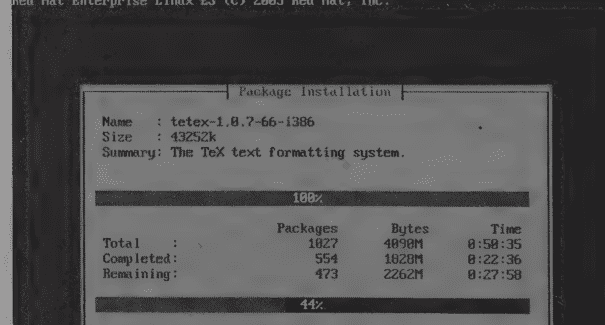 Red Hat Enterprise Linux ES (C) 2003 Red Hat, Inc.
Package Installation
Name : tetex-1.0.7-66-i386
Size : 43252k
Summary: The TeX text formatting system.
100%
Packages Bytes Time
Total : 1027 4090M 0:50:35
Completed: 554 1828M 0:22:36
Remaining: 473 2262M 0:27:58
44%